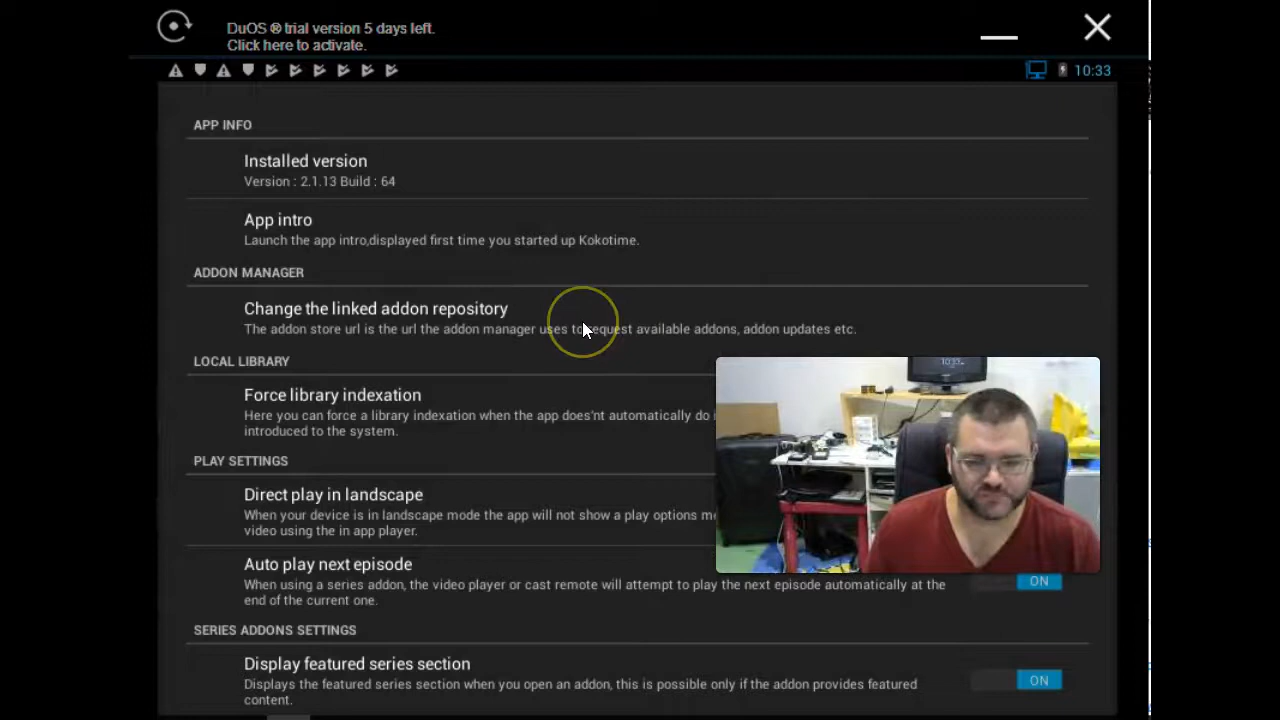 DuOS ® trial version 5 days left.
Click here to activate.
10:33
APP INFO
Installed version
Version : 2.1.13 Build : 64
App intro
Launch the app intro,displayed first time you started up Kokotime.
ADDON MANAGER
Change the linked addon repository
The addon store url is the url the addon manager uses to request available addons, addon updates etc.
LOCAL LIBRARY
Force library indexation
Here you can force a library indexation when the app does'nt automatically do
introduced to the system.
PLAY SETTINGS
Direct play in landscape
When your device is in landscape mode the app will not show a play options
video using the in app player.
Auto play next episode
When using a series addon, the video player or cast remote will attempt to play the next episode automatically at the
end of the current one.
ON
SERIES ADDONS SETTINGS
Display featured series section
Displays the featured series section when you open an addon, this is possible only if the addon provides featured
content.
ON